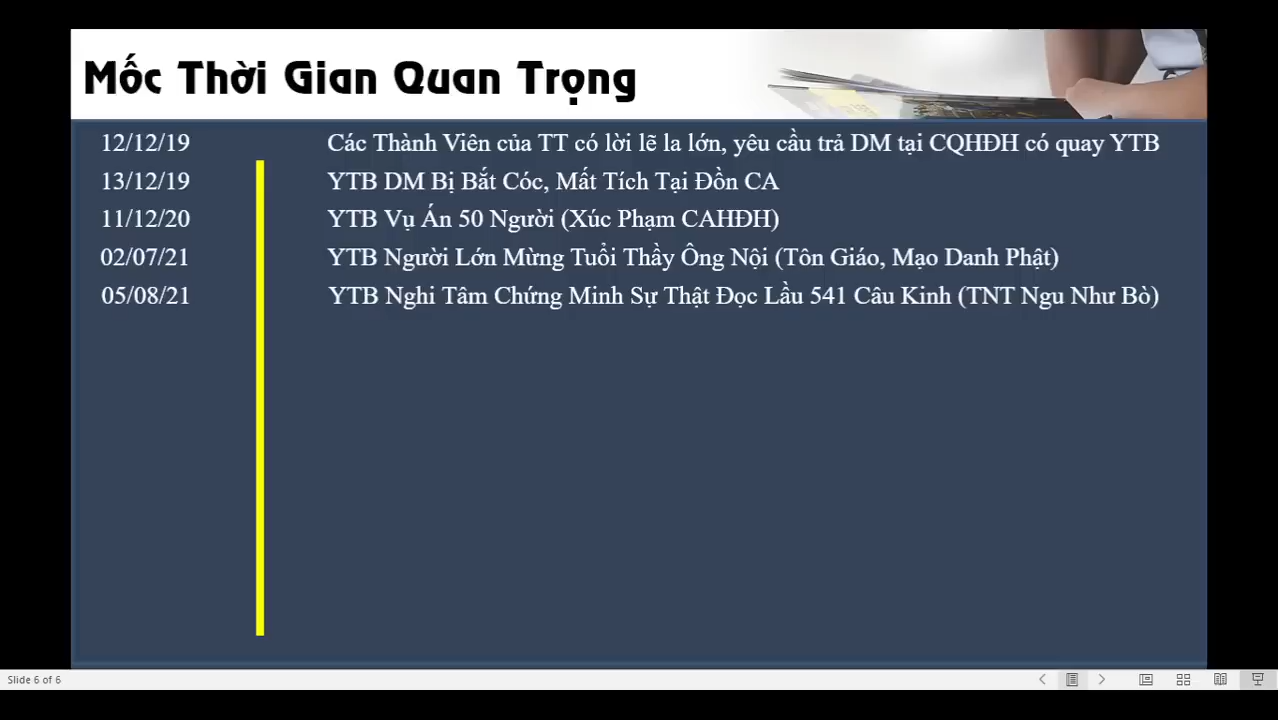 Mốc Thời Gian Quan Trọng
12/12/19 Các Thành Viên của TT có lời lẽ la lớn, yêu cầu trả DM tại CQHĐH có quay YTB
13/12/19 YTB DM Bị Bắt Cóc, Mất Tích Tại Đồn CA
11/12/20 YTB Vụ Án 50 Người (Xúc Phạm CAHĐH)
02/07/21 YTB Người Lớn Mừng Tuổi Thầy Ông Nội (Tôn Giáo, Mạo Danh Phật)
05/08/21 YTB Nghi Tâm Chứng Minh Sự Thật Đọc Lầu 541 Câu Kinh (TNT Ngu Như Bò)
Slide 6 of 6